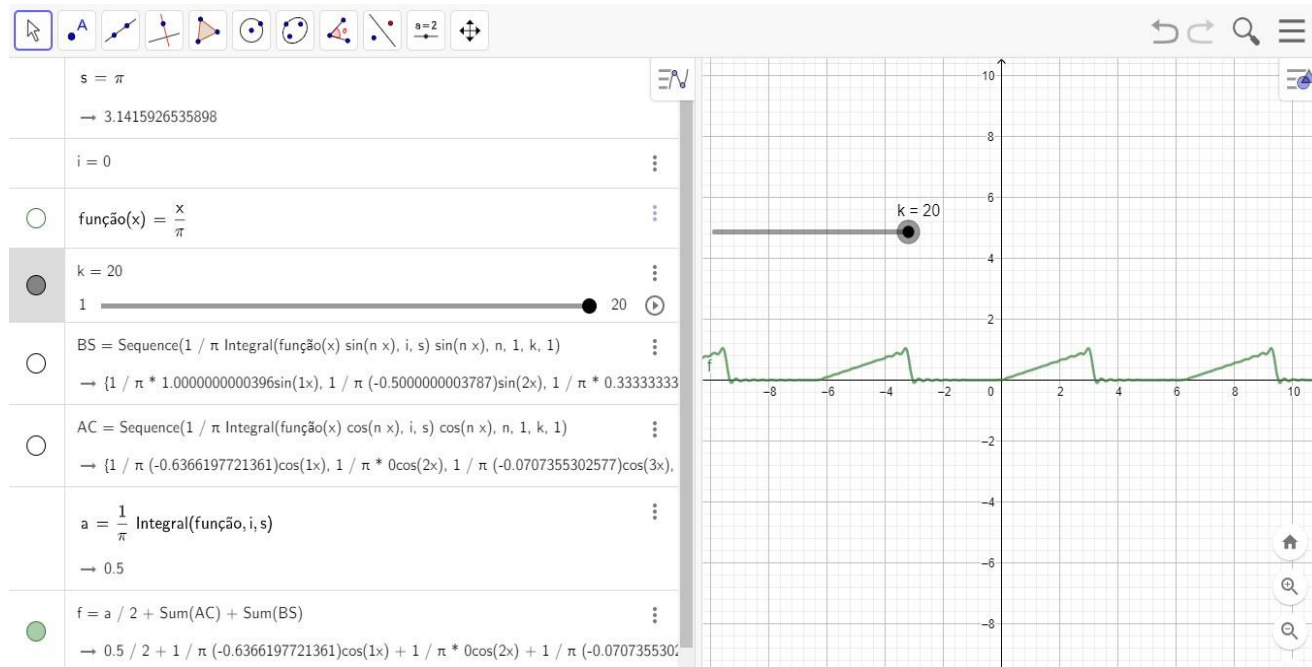 a=2
s = π
→ 3.1415926535898
i = 0
função(x) = x/π
k = 20
1 20
BS = Sequence(1 / π Integral(função(x) sin(n x), i, s) sin(n x), n, 1, k, 1)
→ {1 / π * 1.0000000000396sin(1x), 1 / π (-0.5000000003787)sin(2x), 1 / π * 0.33333333
AC = Sequence(1 / π Integral(função(x) cos(n x), i, s) cos(n x), n, 1, k, 1)
→ {1 / π (-0.6366197721361)cos(1x), 1 / π * 0cos(2x), 1 / π (-0.0707355302577)cos(3x),
a = 1/π Integral(função, i, s)
→ 0.5
f = a / 2 + Sum(AC) + Sum(BS)
→ 0.5 / 2 + 1 / π (-0.6366197721361)cos(1x) + 1 / π * 0cos(2x) + 1 / π (-0.070735530
10
8
6
k = 20
4
2
f
-8 -6 -4 -2 0 2 4 6 8 10
-2
-4
-6
-8